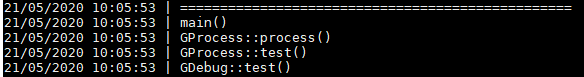 21/05/2020 10:05:53 | =================================================
21/05/2020 10:05:53 | main()
21/05/2020 10:05:53 | GProcess::process()
21/05/2020 10:05:53 | GProcess::test()
21/05/2020 10:05:53 | GDebug::test()